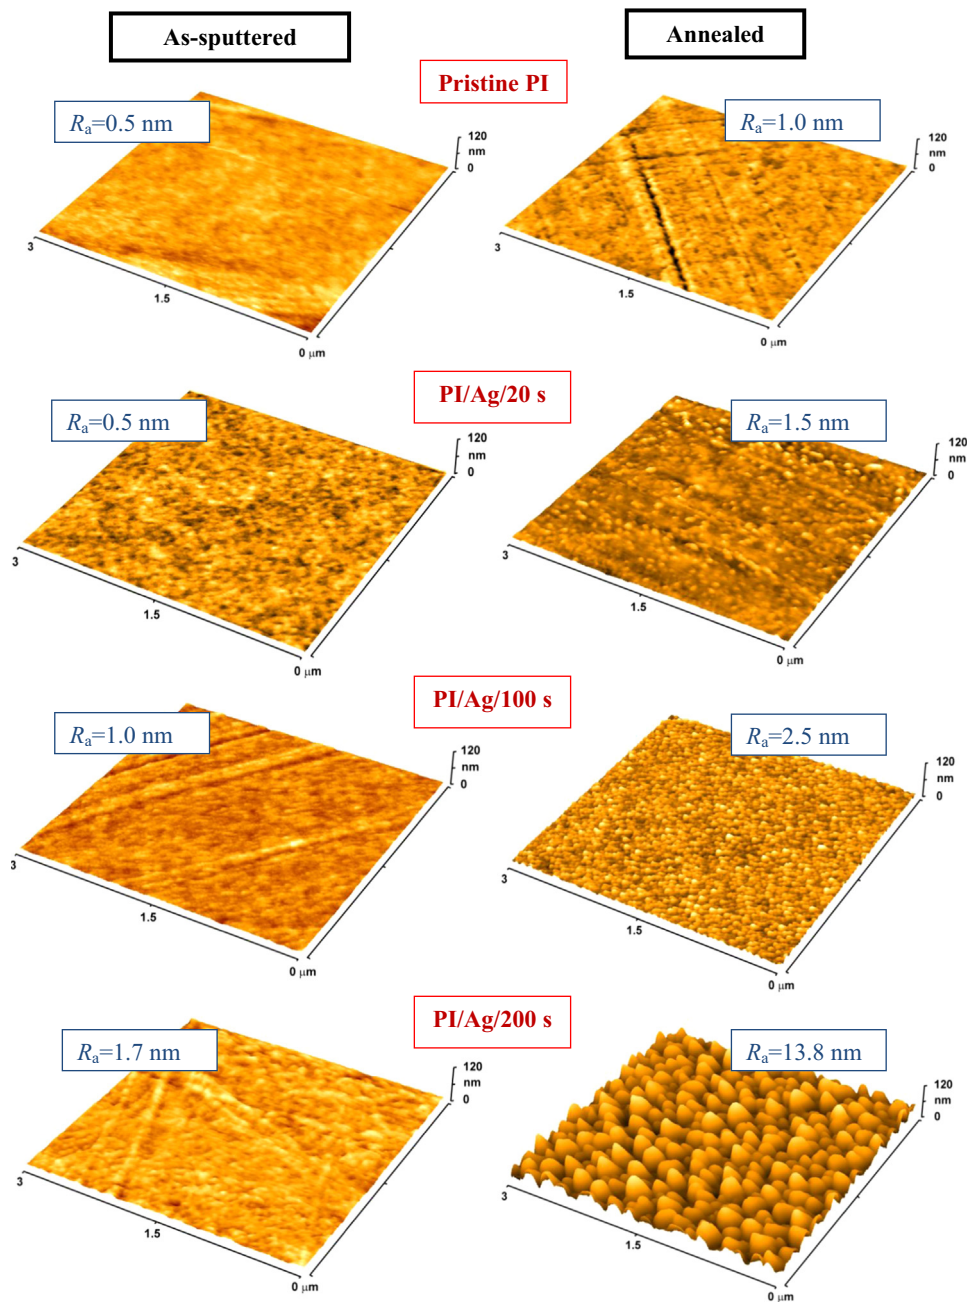 As-sputtered
Annealed
Pristine PI
Rₐ=0.5 nm
120
nm
0
3
1.5
0 μm
Rₐ=1.0 nm
120
nm
0
3
1.5
0 μm
PI/Ag/20 s
Rₐ=0.5 nm
120
nm
0
3
1.5
0 μm
Rₐ=1.5 nm
120
nm
0
3
1.5
0 μm
PI/Ag/100 s
Rₐ=1.0 nm
120
nm
0
3
1.5
0 μm
Rₐ=2.5 nm
120
nm
0
3
1.5
0 μm
PI/Ag/200 s
Rₐ=1.7 nm
120
nm
0
3
1.5
0 μm
Rₐ=13.8 nm
120
nm
0
3
1.5
0 μm